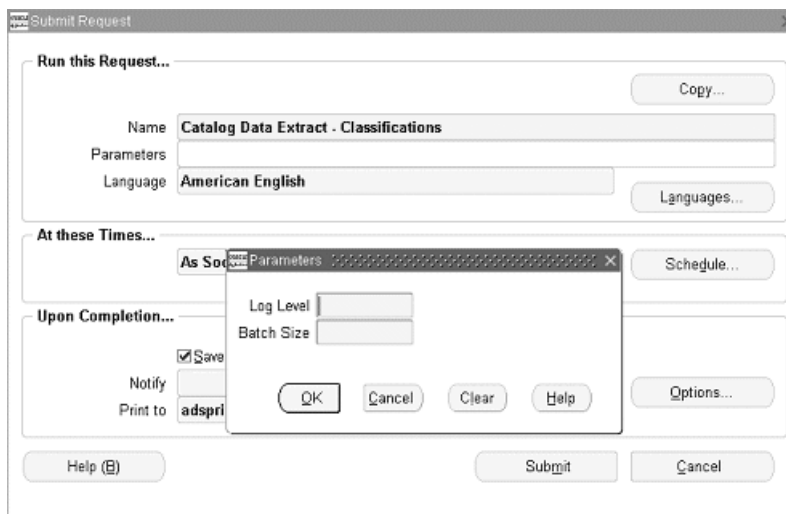 Submit Request
Run this Request...
Copy...
Name Catalog Data Extract - Classifications
Parameters
Language American English
Languages...
At these Times...
As Soo
Parameters
Schedule...
Log Level
Batch Size
Upon Completion...
Save
Notify
Print to adspri
OK Cancel Clear Help
Options...
Help (B) Submit Cancel